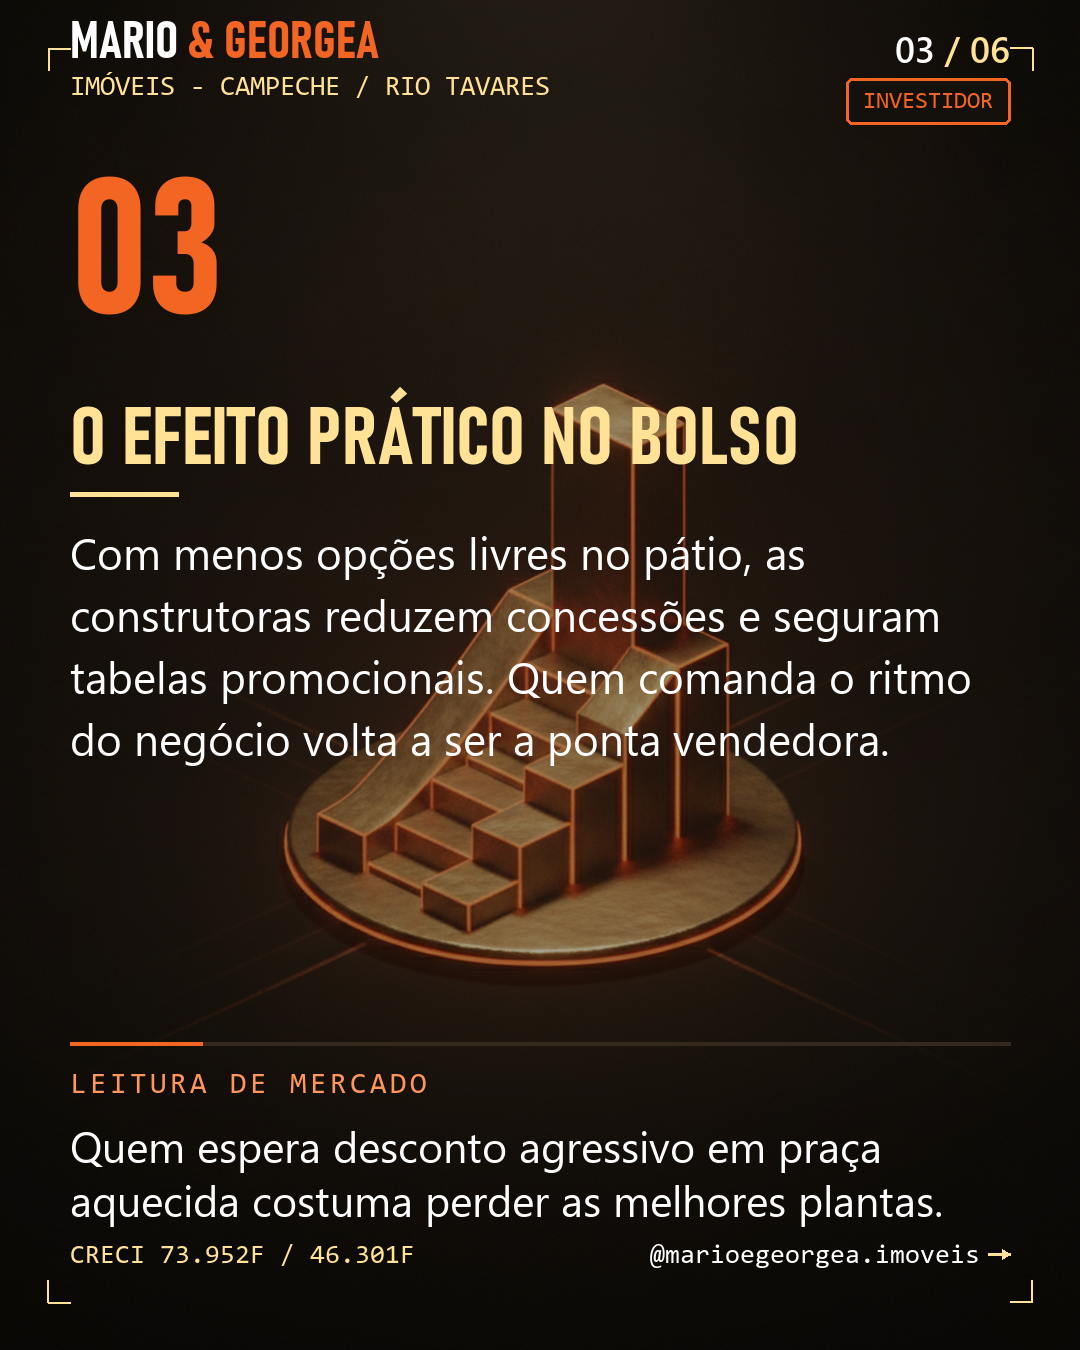 MARIO & GEORGEA
IMÓVEIS - CAMPECHE / RIO TAVARES
03 / 06
INVESTIDOR
03
O EFEITO PRÁTICO NO BOLSO
Com menos opções livres no pátio, as
construtoras reduzem concessões e seguram
tabelas promocionais. Quem comanda o ritmo
do negócio volta a ser a ponta vendedora.
LEITURA DE MERCADO
Quem espera desconto agressivo em praça
aquecida costuma perder as melhores plantas.
CRECI 73.952F / 46.301F
@marioegeorgea.imoveis